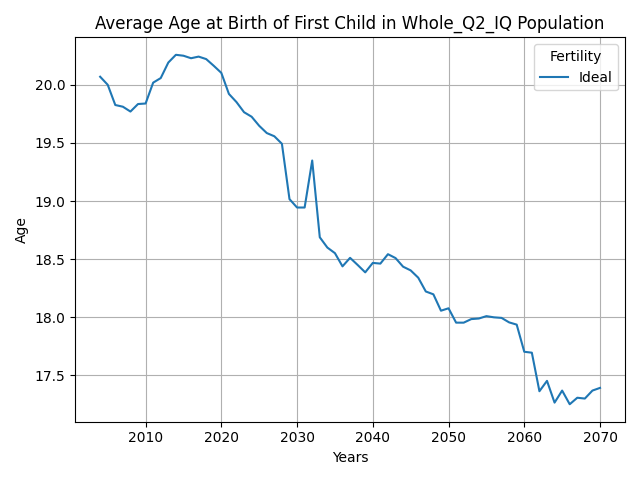 Average Age at Birth of First Child in Whole_Q2_IQ Population
Fertility
Ideal
20.0
19.5
19.0
18.5
18.0
17.5
Age
2010 2020 2030 2040 2050 2060 2070
Years